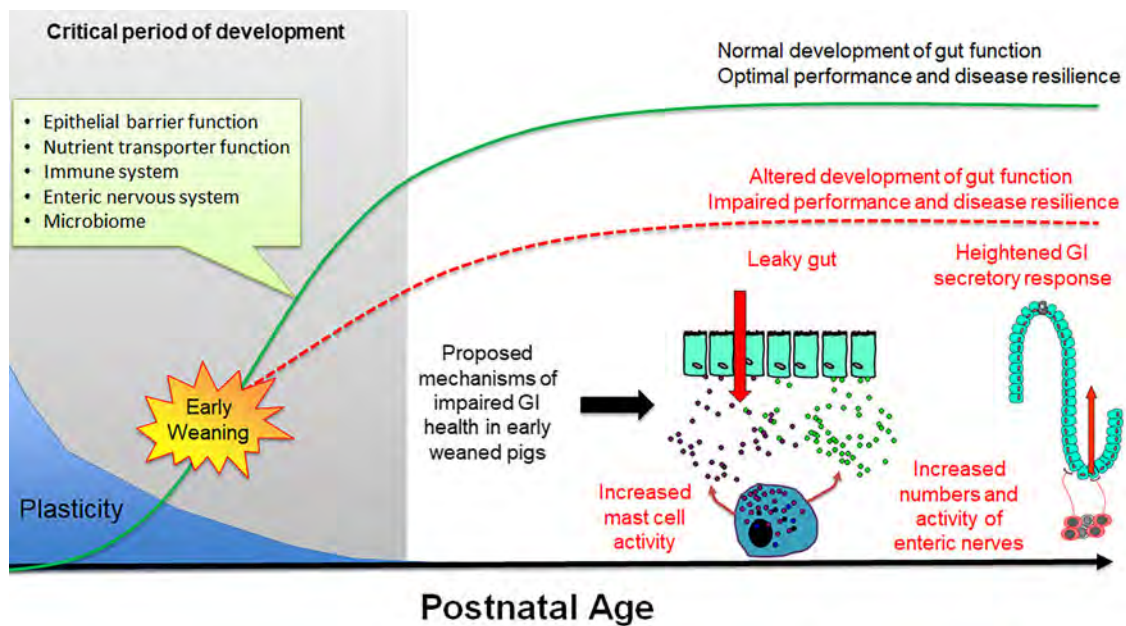 Critical period of development
Normal development of gut function
Optimal performance and disease resilience
• Epithelial barrier function
• Nutrient transporter function
• Immune system
• Enteric nervous system
• Microbiome
Altered development of gut function
Impaired performance and disease resilience
Leaky gut
Heightened GI
secretory response
Early
Weaning
Proposed
mechanisms of
impaired GI
health in early
weaned pigs
Plasticity
Increased
mast cell
activity
Increased
numbers and
activity of
enteric nerves
Postnatal Age